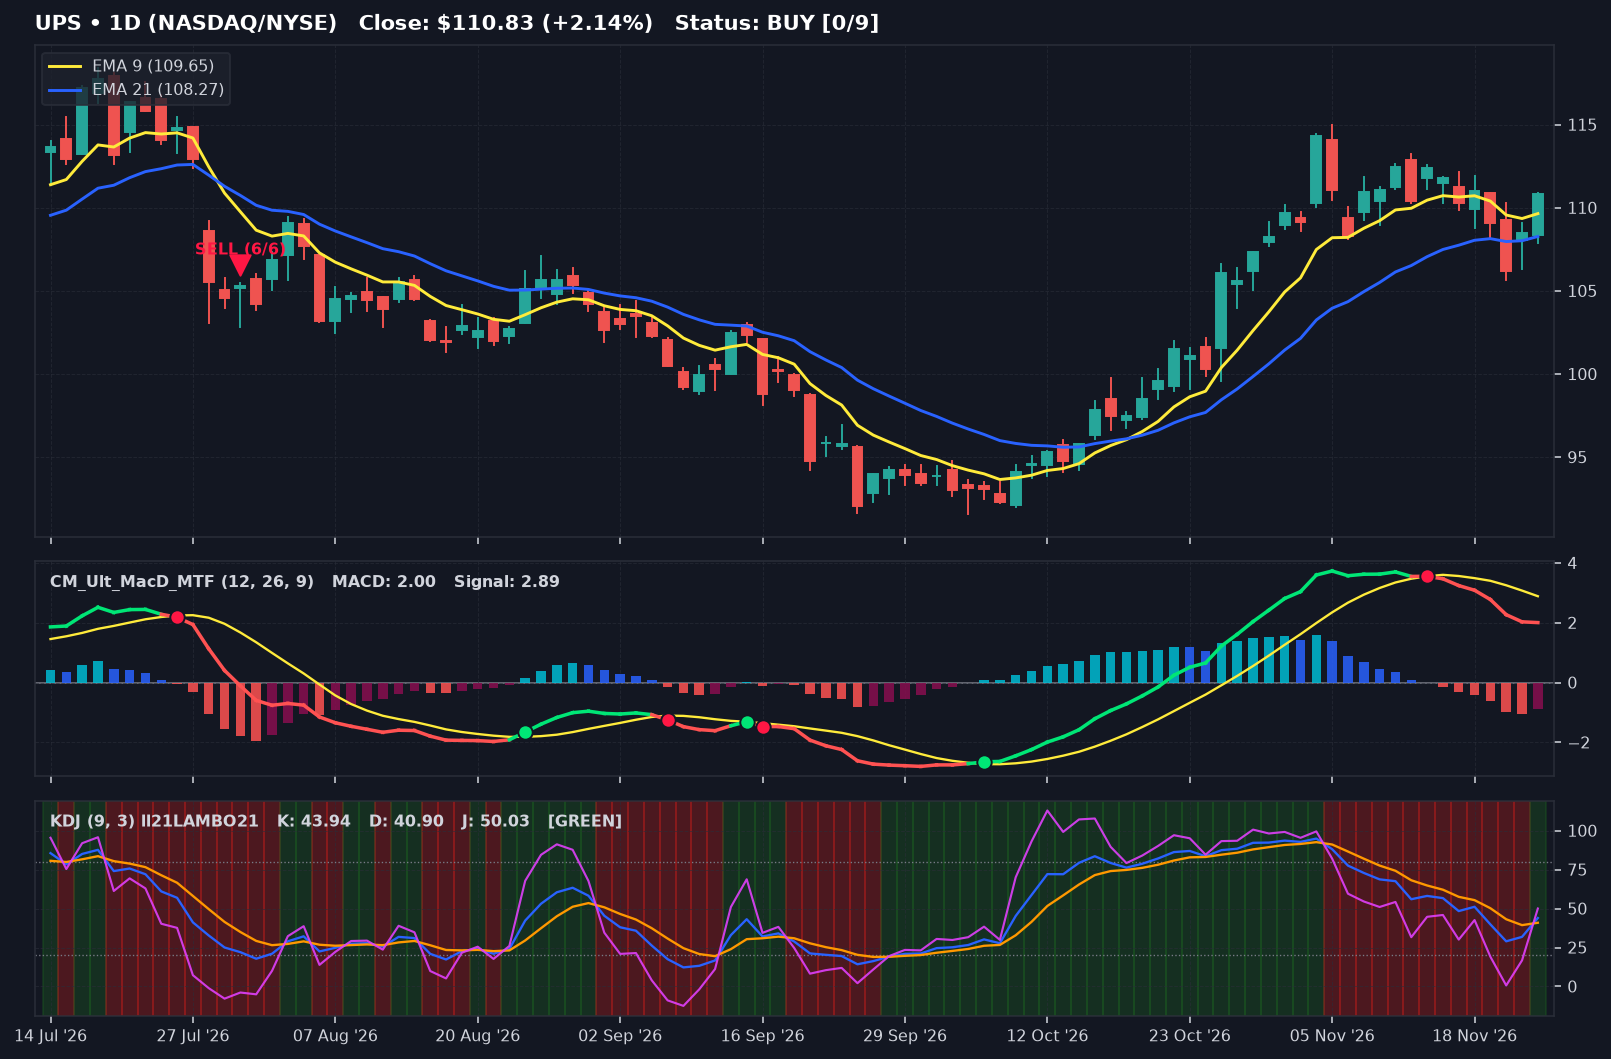 UPS • 1D (NASDAQ/NYSE)   Close: $110.83 (+2.14%)   Status: BUY [0/9]
EMA 9 (109.65)
EMA 21 (108.27)
SELL (6/6)
115
110
105
100
95
CM_Ult_MacD_MTF (12, 26, 9)   MACD: 2.00   Signal: 2.89
4
2
0
−2
KDJ (9, 3) II21LAMBO21   K: 43.94   D: 40.90   J: 50.03   [GREEN]
100
75
50
25
0
14 Jul '26   27 Jul '26   07 Aug '26   20 Aug '26   02 Sep '26   16 Sep '26   29 Sep '26   12 Oct '26   23 Oct '26   05 Nov '26   18 Nov '26